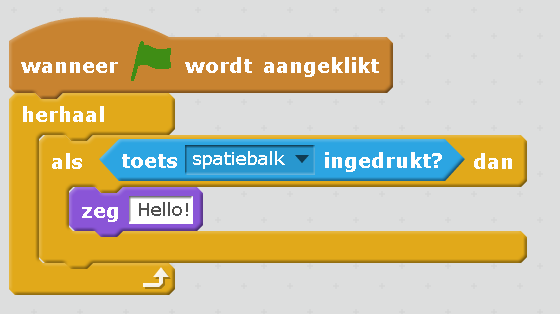 wanneer wordt aangeklikt
herhaal
als toets spatiebalk ingedrukt? dan
zeg Hello!